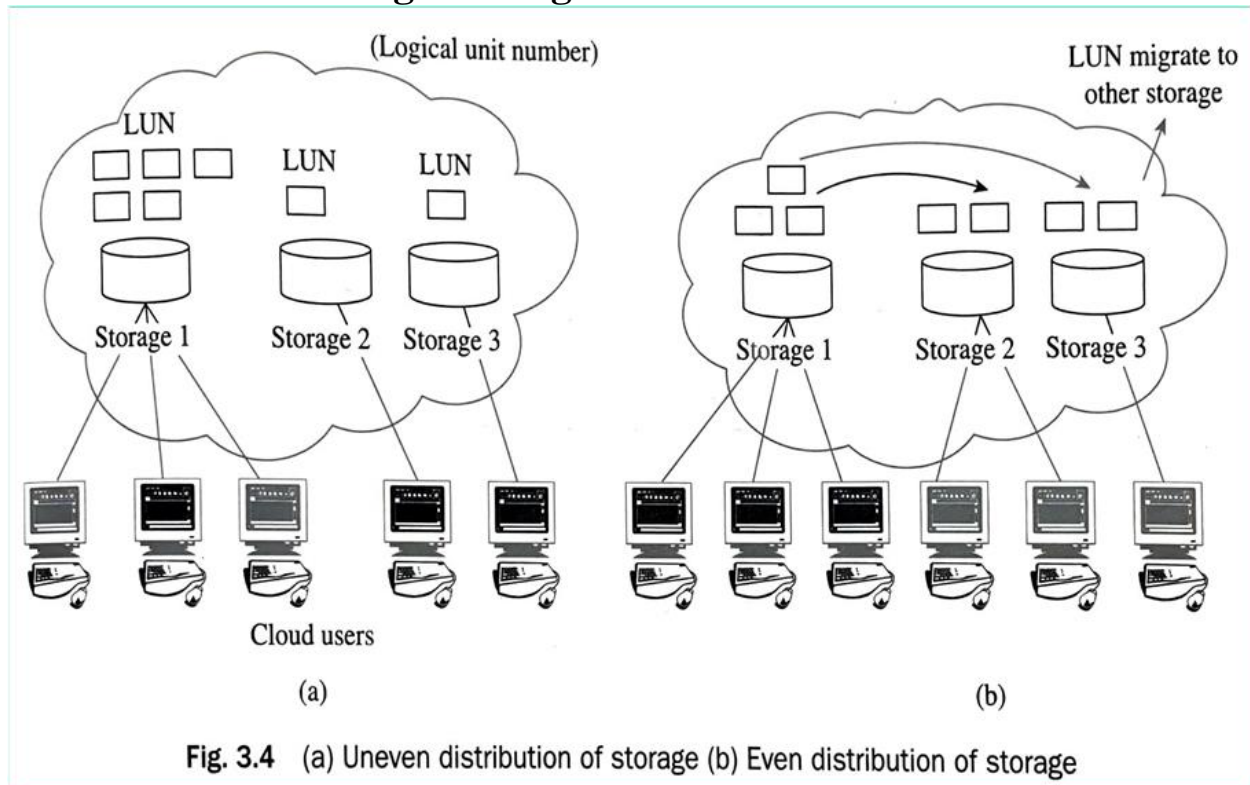 (Logical unit number)
LUN
LUN
LUN
Storage 1
Storage 2
Storage 3
Cloud users
(a)
LUN migrate to
other storage
Storage 1
Storage 2
Storage 3
(b)
Fig. 3.4 (a) Uneven distribution of storage (b) Even distribution of storage